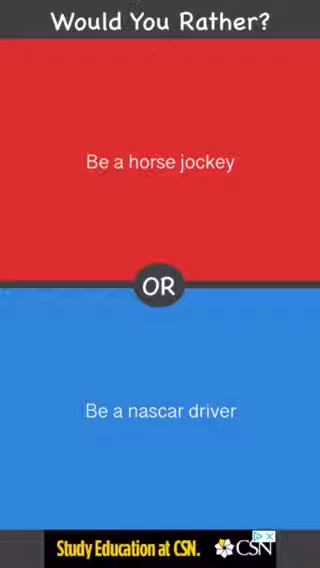 Would You Rather?
Be a horse jockey
OR
Be a nascar driver
Study Education at CSN. CSN